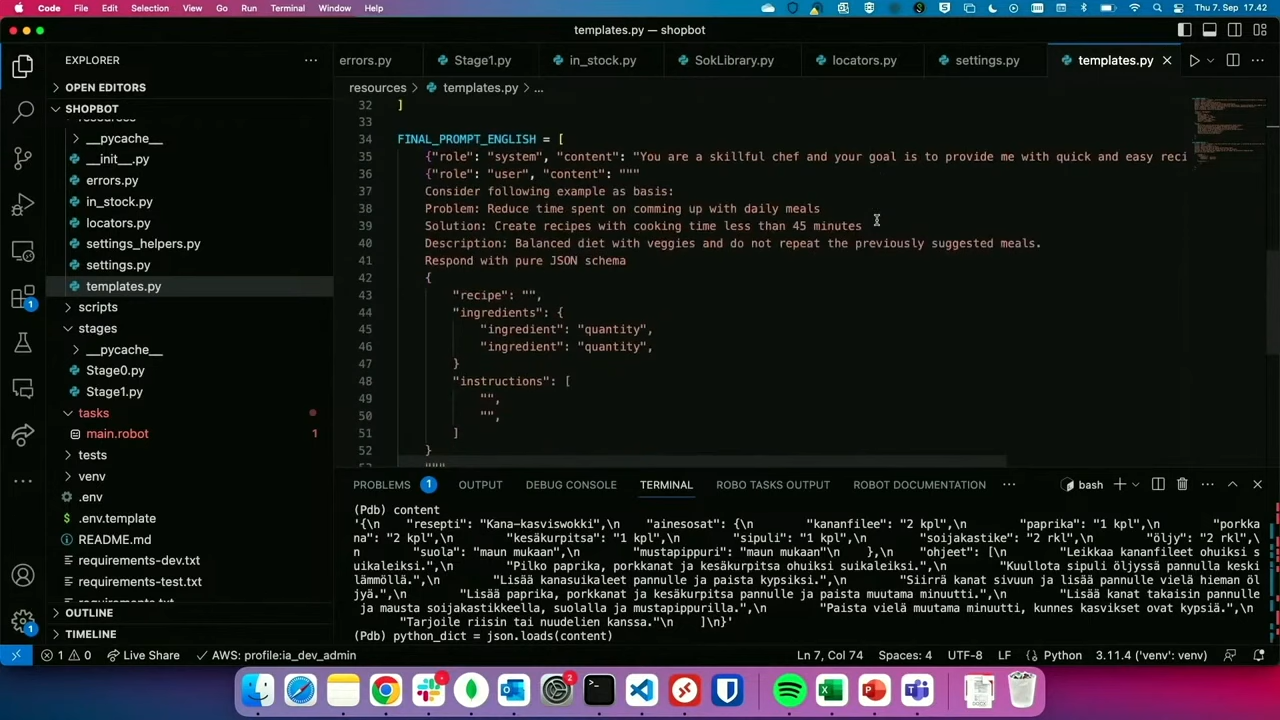 Code File Edit Selection View Go Run Terminal Window Help Thu 7. Sep 17.42
templates.py — shopbot
EXPLORER
errors.py Stage1.py in_stock.py SokLibrary.py locators.py settings.py templates.py
OPEN EDITORS
resources > templates.py > ...
SHOPBOT
resources
__pycache__
__init__.py
errors.py
in_stock.py
locators.py
settings_helpers.py
settings.py
templates.py
scripts
stages
__pycache__
Stage0.py
Stage1.py
tasks
main.robot 1
tests
venv
.env
.env.template
README.md
requirements-dev.txt
requirements-test.txt
requirements.txt
OUTLINE
TIMELINE
32 ]
33
34 FINAL_PROMPT_ENGLISH = [
35 {"role": "system", "content": "You are a skillful chef and your goal is to provide me with quick and easy reci
36 {"role": "user", "content": """
37 Consider following example as basis:
38 Problem: Reduce time spent on comming up with daily meals
39 Solution: Create recipes with cooking time less than 45 minutes
40 Description: Balanced diet with veggies and do not repeat the previously suggested meals.
41 Respond with pure JSON schema
42 {
43 "recipe": "",
44 "ingredients": {
45 "ingredient": "quantity",
46 "ingredient": "quantity",
47 }
48 "instructions": [
49 "",
50 "",
51 ]
52 }
53 """
PROBLEMS 1 OUTPUT DEBUG CONSOLE TERMINAL ROBO TASKS OUTPUT ROBOT DOCUMENTATION ... bash
(Pdb) content
'{\n "resepti": "Kana-kasviswokki",\n "ainesosat": {\n "kananfilee": "2 kpl",\n "paprika": "1 kpl",\n "porkka
na": "2 kpl",\n "kesäkurpitsa": "1 kpl",\n "sipuli": "1 kpl",\n "soijakastike": "2 rkl",\n "öljy": "2 rkl",\n
"suola": "maun mukaan",\n "mustapippuri": "maun mukaan"\n },\n "ohjeet": [\n "Leikkaa kananfileet ohuiksi s
uikaleiksi.",\n "Pilko paprika, porkkanat ja kesäkurpitsa ohuiksi suikaleiksi.",\n "Kuullota sipuli öljyssä pannulla keski
lämmöllä.",\n "Lisää kanasuikaleet pannulle ja paista kypsiksi.",\n "Siirrä kanat sivuun ja lisää pannulle vielä hieman öl
jyä.",\n "Lisää paprika, porkkanat ja kesäkurpitsa pannulle ja paista muutama minuutti.",\n "Lisää kanat takaisin pannulle
ja mausta soijakastikkeella, suolalla ja mustapippurilla.",\n "Paista vielä muutama minuutti, kunnes kasvikset ovat kypsiä.",\n
"Tarjoile riisin tai nuudelien kanssa."\n ]\n}'
(Pdb) python_dict = json.loads(content)
1 0 Live Share AWS: profile:ia_dev_admin Ln 7, Col 74 Spaces: 4 UTF-8 LF Python 3.11.4 ('venv': venv)